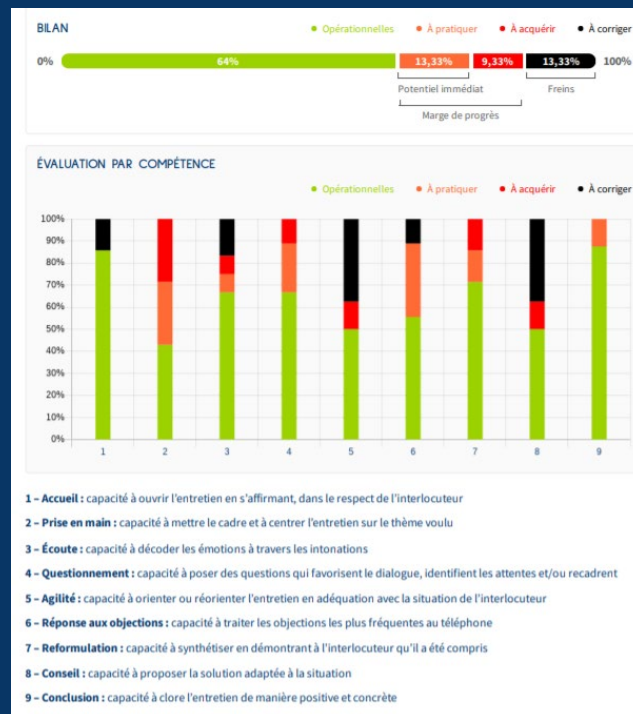 BILAN
• Opérationnelles • À pratiquer • À acquérir • À corriger
0% 64% 13,33% 9,33% 13,33% 100%
Potentiel immédiat Freins
Marge de progrès
ÉVALUATION PAR COMPÉTENCE
• Opérationnelles • À pratiquer • À acquérir • À corriger
100%
90%
80%
70%
60%
50%
40%
30%
20%
10%
0%
1 2 3 4 5 6 7 8 9
1 – Accueil : capacité à ouvrir l'entretien en s'affirmant, dans le respect de l'interlocuteur
2 – Prise en main : capacité à mettre le cadre et à centrer l'entretien sur le thème voulu
3 – Écoute : capacité à décoder les émotions à travers les intonations
4 – Questionnement : capacité à poser des questions qui favorisent le dialogue, identifient les attentes et/ou recadrent
5 – Agilité : capacité à orienter ou réorienter l'entretien en adéquation avec la situation de l'interlocuteur
6 – Réponse aux objections : capacité à traiter les objections les plus fréquentes au téléphone
7 – Reformulation : capacité à synthétiser en démontrant à l'interlocuteur qu'il a été compris
8 – Conseil : capacité à proposer la solution adaptée à la situation
9 – Conclusion : capacité à clore l'entretien de manière positive et concrète